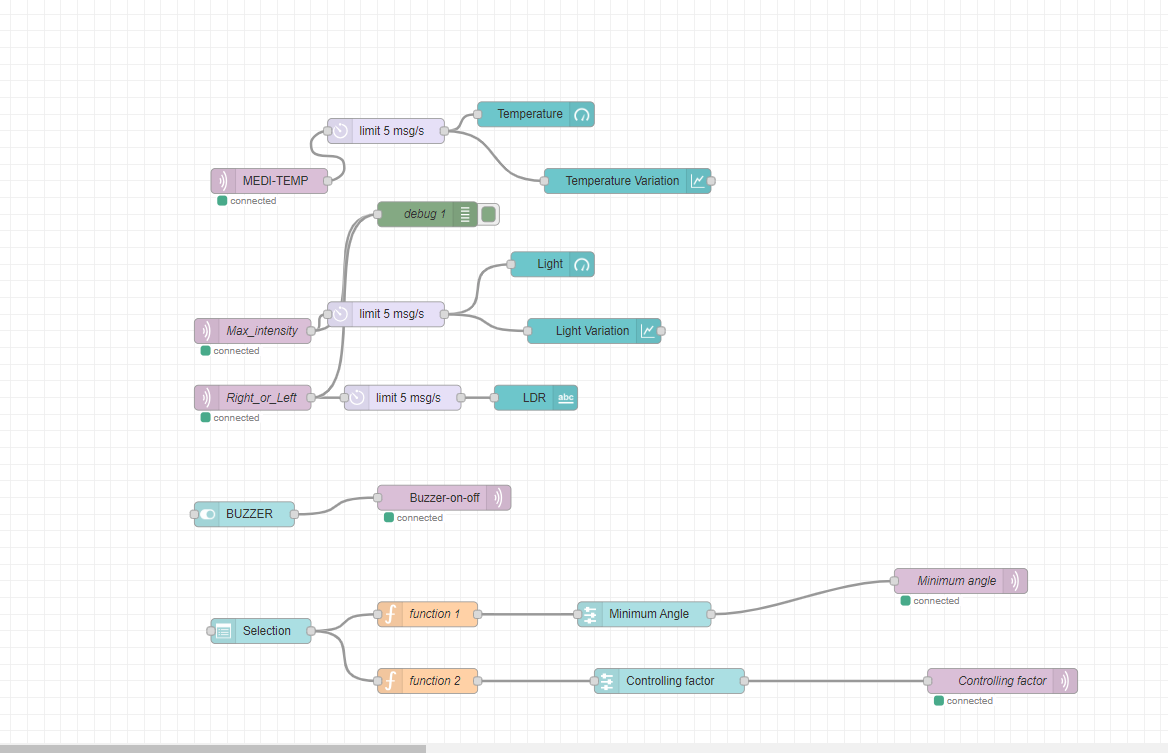 Temperature
limit 5 msg/s
MEDI-TEMP
connected
Temperature Variation
debug 1
Light
limit 5 msg/s
Max_intensity
connected
Light Variation
Right_or_Left
connected
limit 5 msg/s
LDR
abc
Buzzer-on-off
connected
BUZZER
Minimum angle
connected
function 1
Minimum Angle
Selection
function 2
Controlling factor
Controlling factor
connected